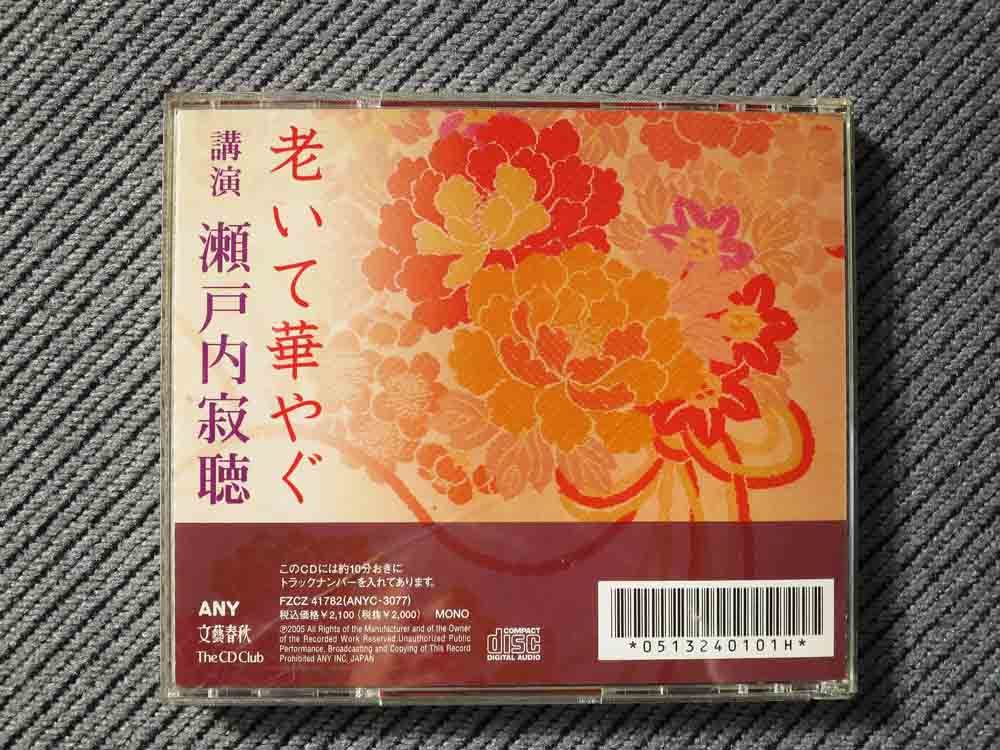 老いて華やぐ
講演 瀬戸内寂聴
このCDには約10分おきに
トラックナンバーを入れてあります。
FZCZ 41782(ANYC-3077)
税込価格¥2,100(税抜¥2,000) MONO
℗2005 All Rights of the Manufacturer and of the Owner
of the Recorded Work Reserved.Unauthorized Public
Performance, Broadcasting and Copying of This Record
Prohibited ANY INC, JAPAN
ANY
文藝春秋
The CD Club
COMPACT
disc
DIGITAL AUDIO
*0513240101H*